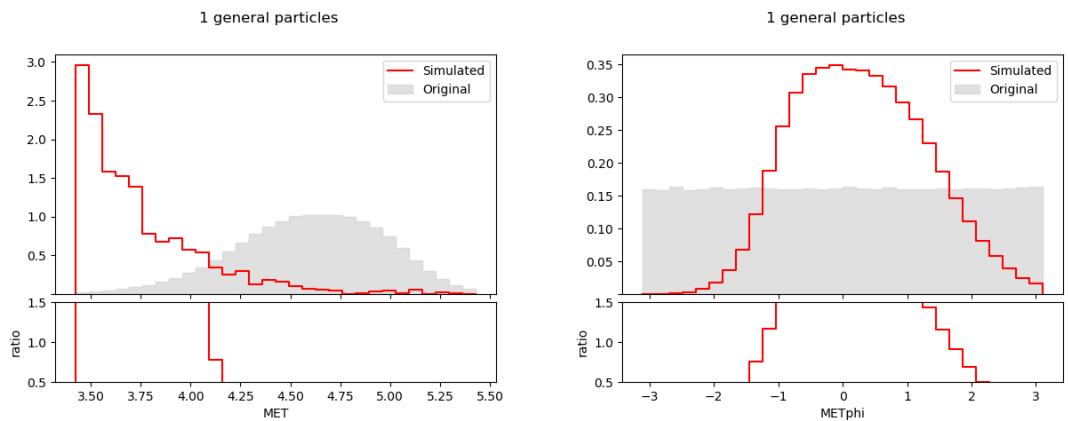 1 general particles
3.0
2.5
2.0
1.5
1.0
0.5
Simulated
Original
1.5
1.0
0.5
ratio
3.50 3.75 4.00 4.25 4.50 4.75 5.00 5.25 5.50
MET
1 general particles
0.35
0.30
0.25
0.20
0.15
0.10
0.05
Simulated
Original
1.5
1.0
0.5
ratio
−3 −2 −1 0 1 2 3
METphi